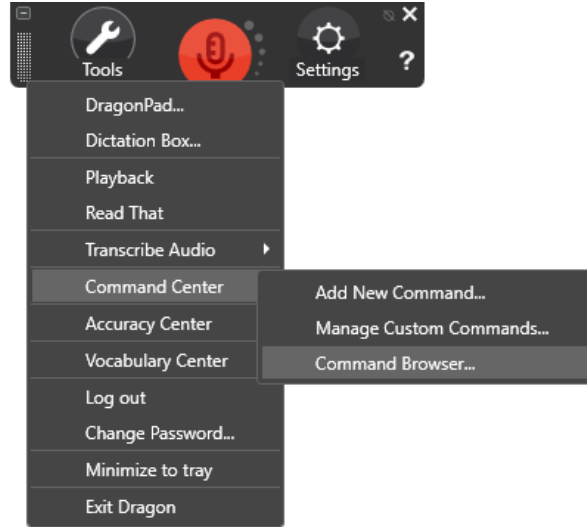 Tools
Settings
?
DragonPad...
Dictation Box...
Playback
Read That
Transcribe Audio
Command Center
Add New Command...
Manage Custom Commands...
Accuracy Center
Vocabulary Center
Command Browser...
Log out
Change Password...
Minimize to tray
Exit Dragon